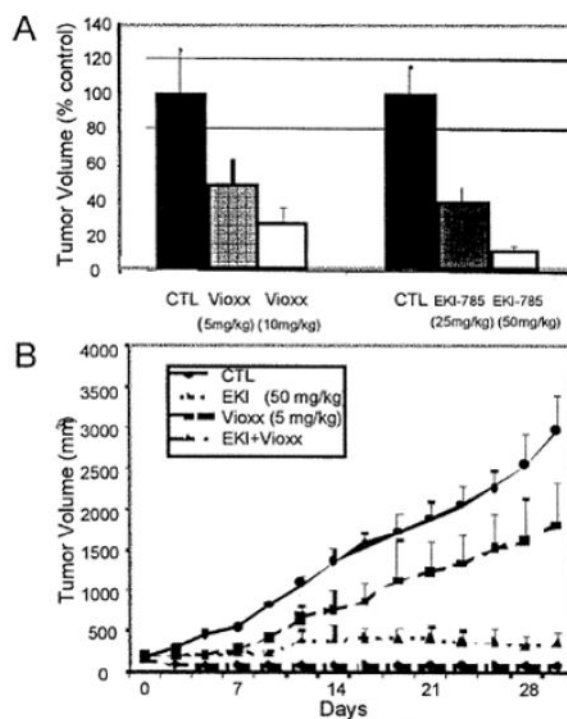 A
Tumor Volume (% control)
140
120
100
80
60
40
20
0
CTL Vioxx Vioxx CTL EKI-785 EKI-785
(5mg/kg) (10mg/kg) (25mg/kg) (50mg/kg)
B
Tumor Volume (mm3)
4000
3500
3000
2500
2000
1500
1000
500
0
CTL
EKI (50 mg/kg
Vioxx (5 mg/kg)
EKI+Vioxx
0 7 14 21 28
Days